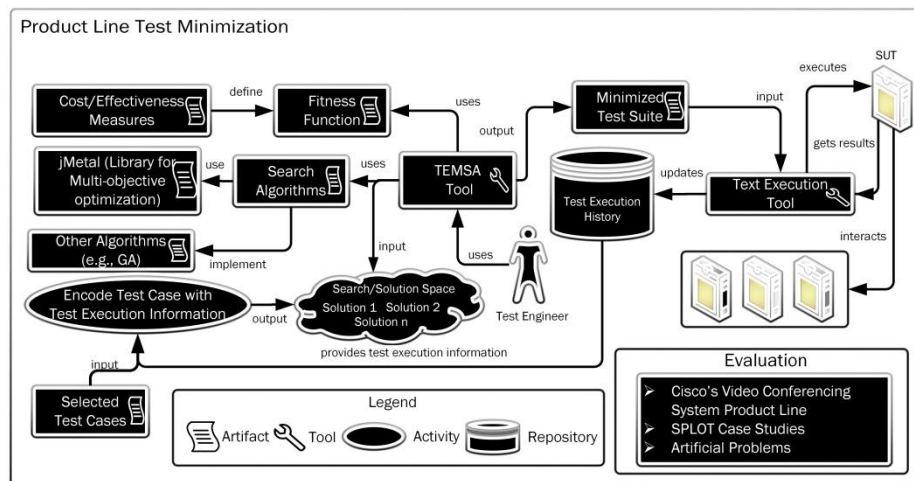 Product Line Test Minimization
SUT
executes
Cost/Effectiveness
Measures
define
Fitness
Function
uses
output
Minimized
Test Suite
input
gets results
jMetal (Library for
Multi-objective
optimization)
use
Search
Algorithms
uses
TEMSA
Tool
Test Execution
History
updates
Text Execution
Tool
Other Algorithms
(e.g., GA)
implement
input
uses
interacts
Encode Test Case with
Test Execution Information
output
Search/Solution Space
Solution 1 Solution 2
Solution n
Test Engineer
provides test execution information
input
Selected
Test Cases
Legend
Artifact
Tool
Activity
Repository
Evaluation
➢ Cisco's Video Conferencing
System Product Line
➢ SPLOT Case Studies
➢ Artificial Problems